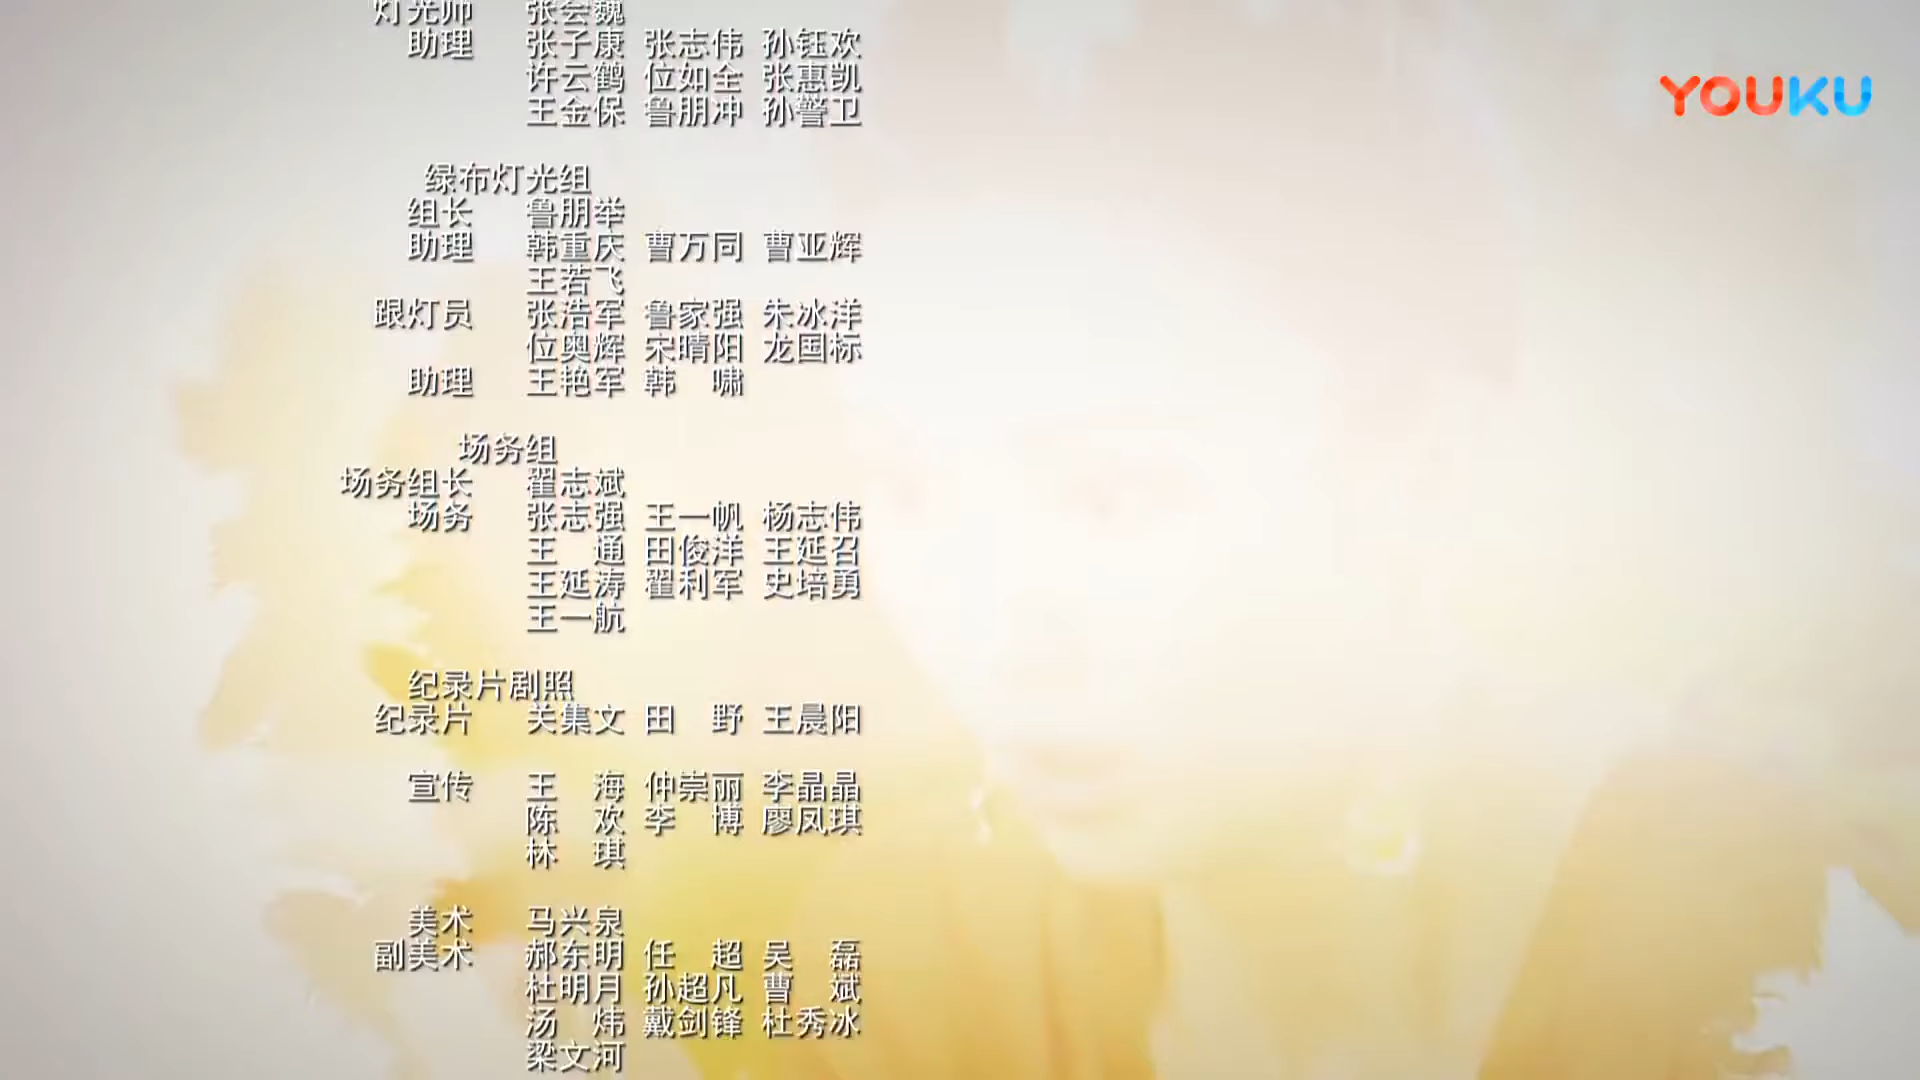 灯光师 张会巍
助理 张子康 张志伟 孙钰欢
许云鹤 位如全 张惠凯
王金保 鲁朋冲 孙警卫
YOUKU
绿布灯光组
组长 鲁朋举
助理 韩重庆 曹万同 曹亚辉
王若飞
跟灯员 张浩军 鲁家强 朱冰洋
位奥辉 宋晴阳 龙国标
助理 王艳军 韩 啸
场务组
场务组长 翟志斌
场务 张志强 王一帆 杨志伟
王 通 田俊洋 王延召
王延涛 翟利军 史培勇
王一航
纪录片剧照
纪录片 关集文 田 野 王晨阳
宣传 王 海 仲崇丽 李晶晶
陈 欢 李 博 廖凤琪
林 琪
美术 马兴泉
副美术 郝东明 任 超 吴 磊
杜明月 孙超凡 曹 斌
汤 炜 戴剑锋 杜秀冰
梁文河